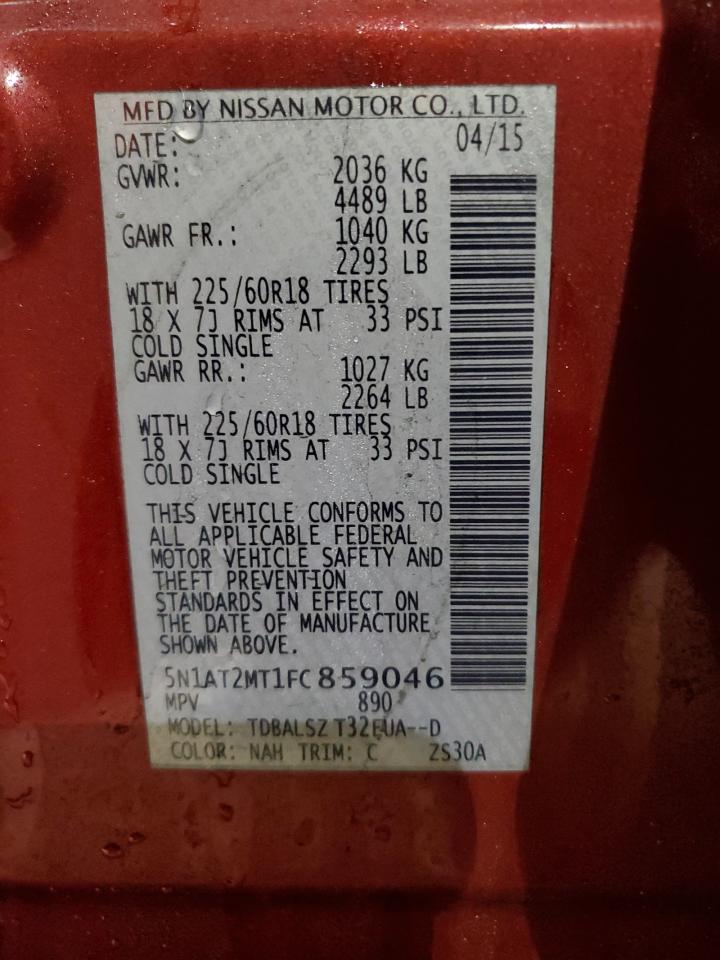 MFD BY NISSAN MOTOR CO., LTD.
DATE: 04/15
GVWR: 2036 KG
4489 LB
GAWR FR.: 1040 KG
2293 LB
WITH 225/60R18 TIRES
18 X 7J RIMS AT 33 PSI
COLD SINGLE
GAWR RR.: 1027 KG
2264 LB
WITH 225/60R18 TIRES
18 X 7J RIMS AT 33 PSI
COLD SINGLE
THIS VEHICLE CONFORMS TO
ALL APPLICABLE FEDERAL
MOTOR VEHICLE SAFETY AND
THEFT PREVENTION
STANDARDS IN EFFECT ON
THE DATE OF MANUFACTURE
SHOWN ABOVE.
5N1AT2MT1FC859046
MPV 890
MODEL: TDBALSZ T32EUA--D
COLOR: NAH TRIM: C ZS30A